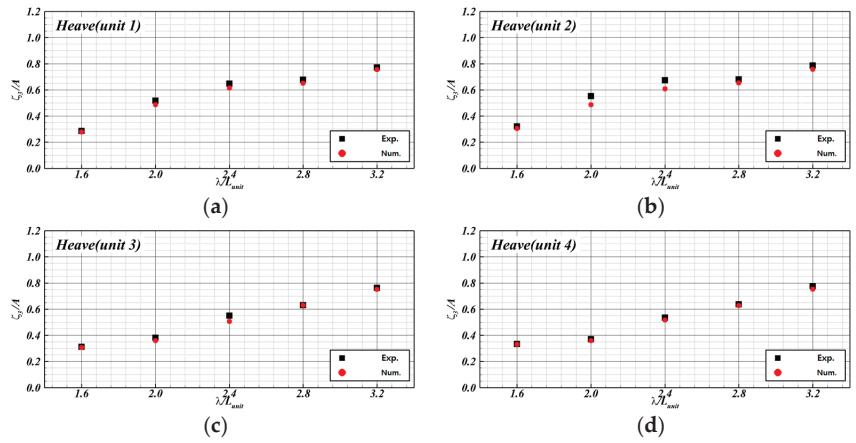 Heave(unit 1)
1.2
1.0
0.8
0.6
0.4
0.2
0.0
ζ₃/A
1.6
2.0
2.4
2.8
3.2
λ/L_unit
Exp.
Num.
(a)
Heave(unit 2)
1.2
1.0
0.8
0.6
0.4
0.2
0.0
ζ₃/A
1.6
2.0
2.4
2.8
3.2
λ/L_unit
Exp.
Num.
(b)
Heave(unit 3)
1.2
1.0
0.8
0.6
0.4
0.2
0.0
ζ₃/A
1.6
2.0
2.4
2.8
3.2
λ/L_unit
Exp.
Num.
(c)
Heave(unit 4)
1.2
1.0
0.8
0.6
0.4
0.2
0.0
ζ₃/A
1.6
2.0
2.4
2.8
3.2
λ/L_unit
Exp.
Num.
(d)